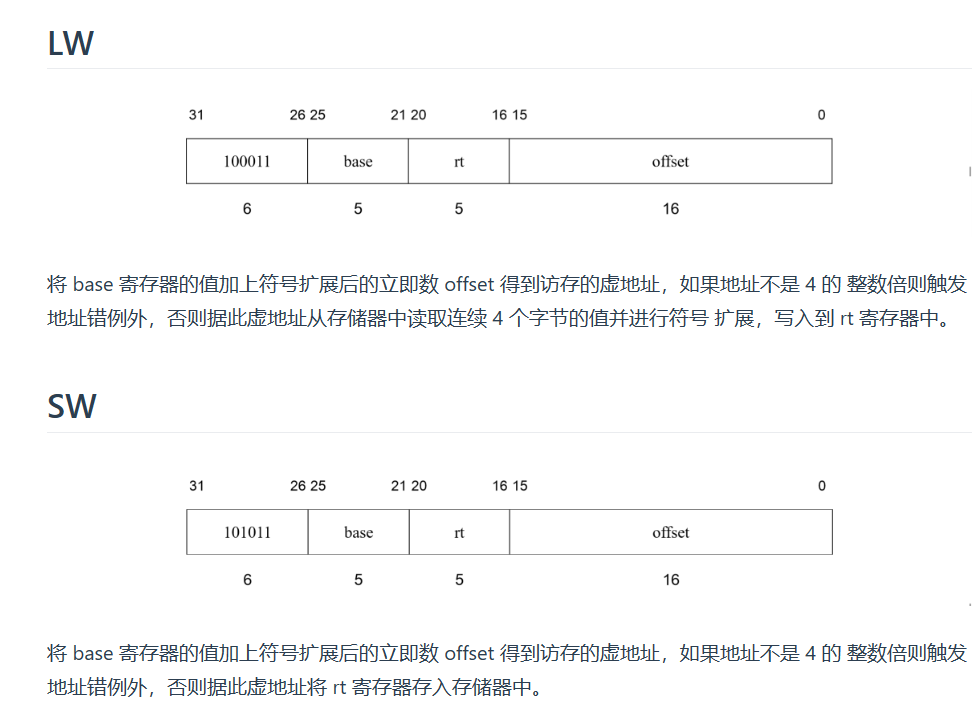 LW
31 26 25 21 20 16 15 0
100011 base rt offset
6 5 5 16
将 base 寄存器的值加上符号扩展后的立即数 offset 得到访存的虚地址，如果地址不是 4 的 整数倍则触发
地址错例外，否则据此虚地址从存储器中读取连续 4 个字节的值并进行符号 扩展，写入到 rt 寄存器中。
SW
31 26 25 21 20 16 15 0
101011 base rt offset
6 5 5 16
将 base 寄存器的值加上符号扩展后的立即数 offset 得到访存的虚地址，如果地址不是 4 的 整数倍则触发
地址错例外，否则据此虚地址将 rt 寄存器存入存储器中。